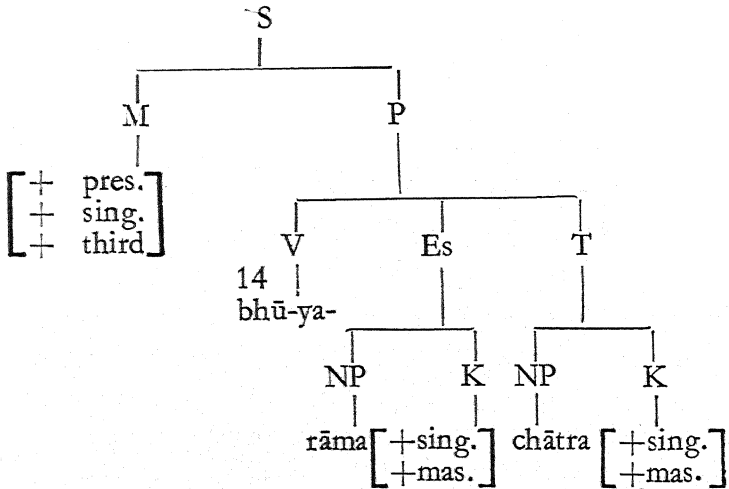 S
M P
[+ pres.
+ sing.
+ third]
V Es T
14
bhū-ya-
NP K NP K
rāma [+sing. chātra [+sing.
+mas.] +mas.]